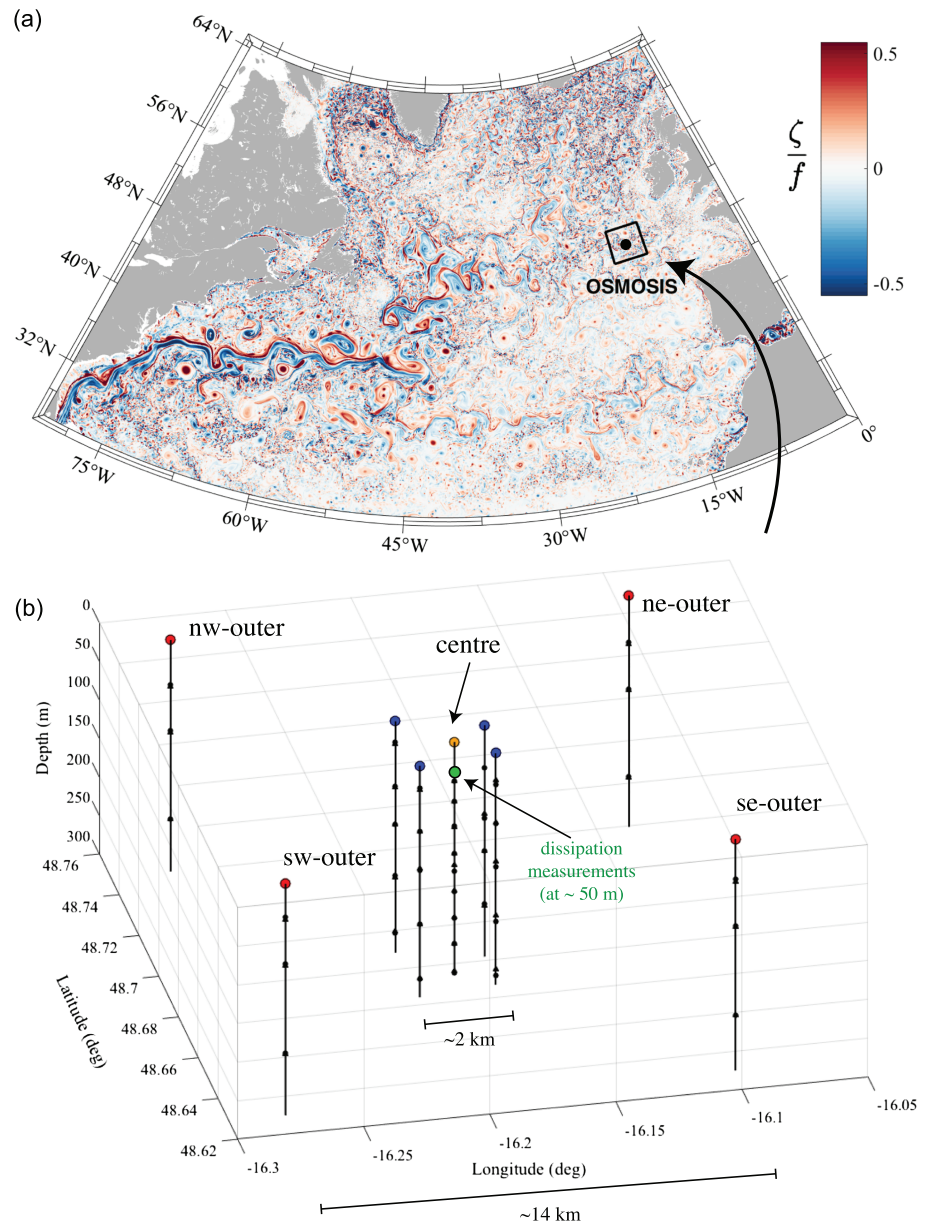 (a)
64°N
56°N
48°N
40°N
32°N
75°W
60°W
45°W
30°W
15°W
0°
OSMOSIS
0.5
0
-0.5
ζ
f
(b)
nw-outer
ne-outer
centre
sw-outer
se-outer
dissipation
measurements
(at ~ 50 m)
~2 km
~14 km
Depth (m)
0
50
100
150
200
250
300
Latitude (deg)
48.76
48.74
48.72
48.7
48.68
48.66
48.64
48.62
Longitude (deg)
-16.3
-16.25
-16.2
-16.15
-16.1
-16.05